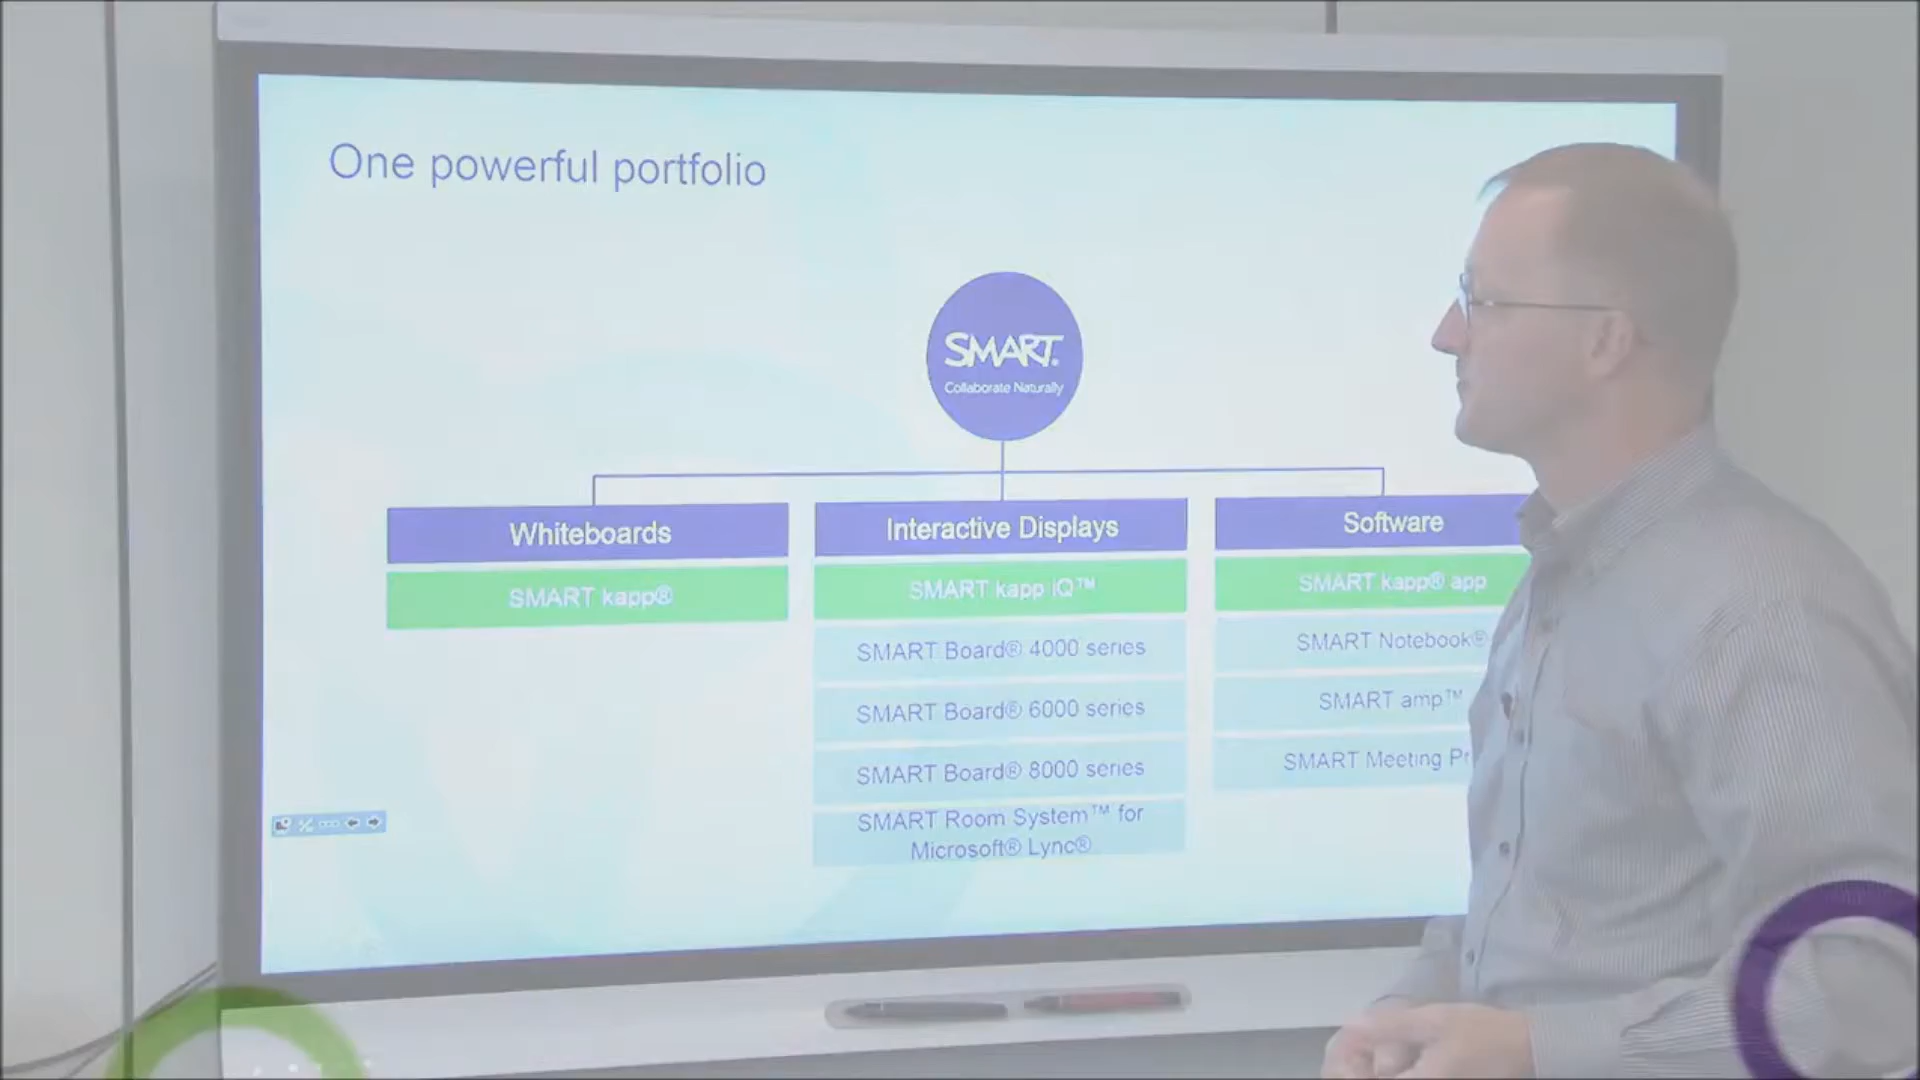 One powerful portfolio
SMART.
Collaborate Naturally
Whiteboards
SMART kapp®
Interactive Displays
SMART kapp iQ™
SMART Board® 4000 series
SMART Board® 6000 series
SMART Board® 8000 series
SMART Room System™ for
Microsoft® Lync®
Software
SMART kapp® app
SMART Notebook®
SMART amp™
SMART Meeting